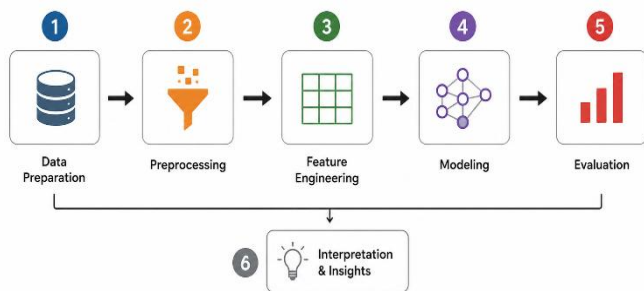 1
2
3
4
5
Data
Preparation
Preprocessing
Feature
Engineering
Modeling
Evaluation
6
Interpretation
& Insights